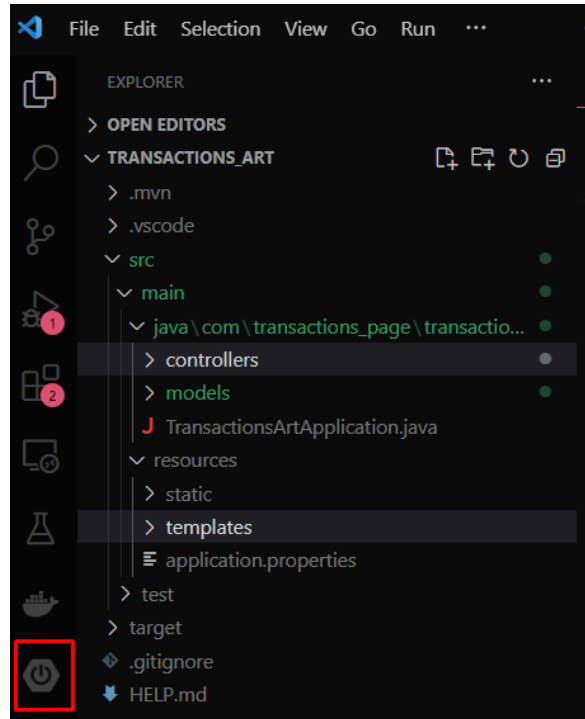 File Edit Selection View Go Run ···
EXPLORER ···
OPEN EDITORS
TRANSACTIONS_ART
.mvn
.vscode
src
main
java\com\transactions_page\transactio...
1
controllers
models
2
J TransactionsArtApplication.java
resources
static
templates
application.properties
test
target
.gitignore
HELP.md